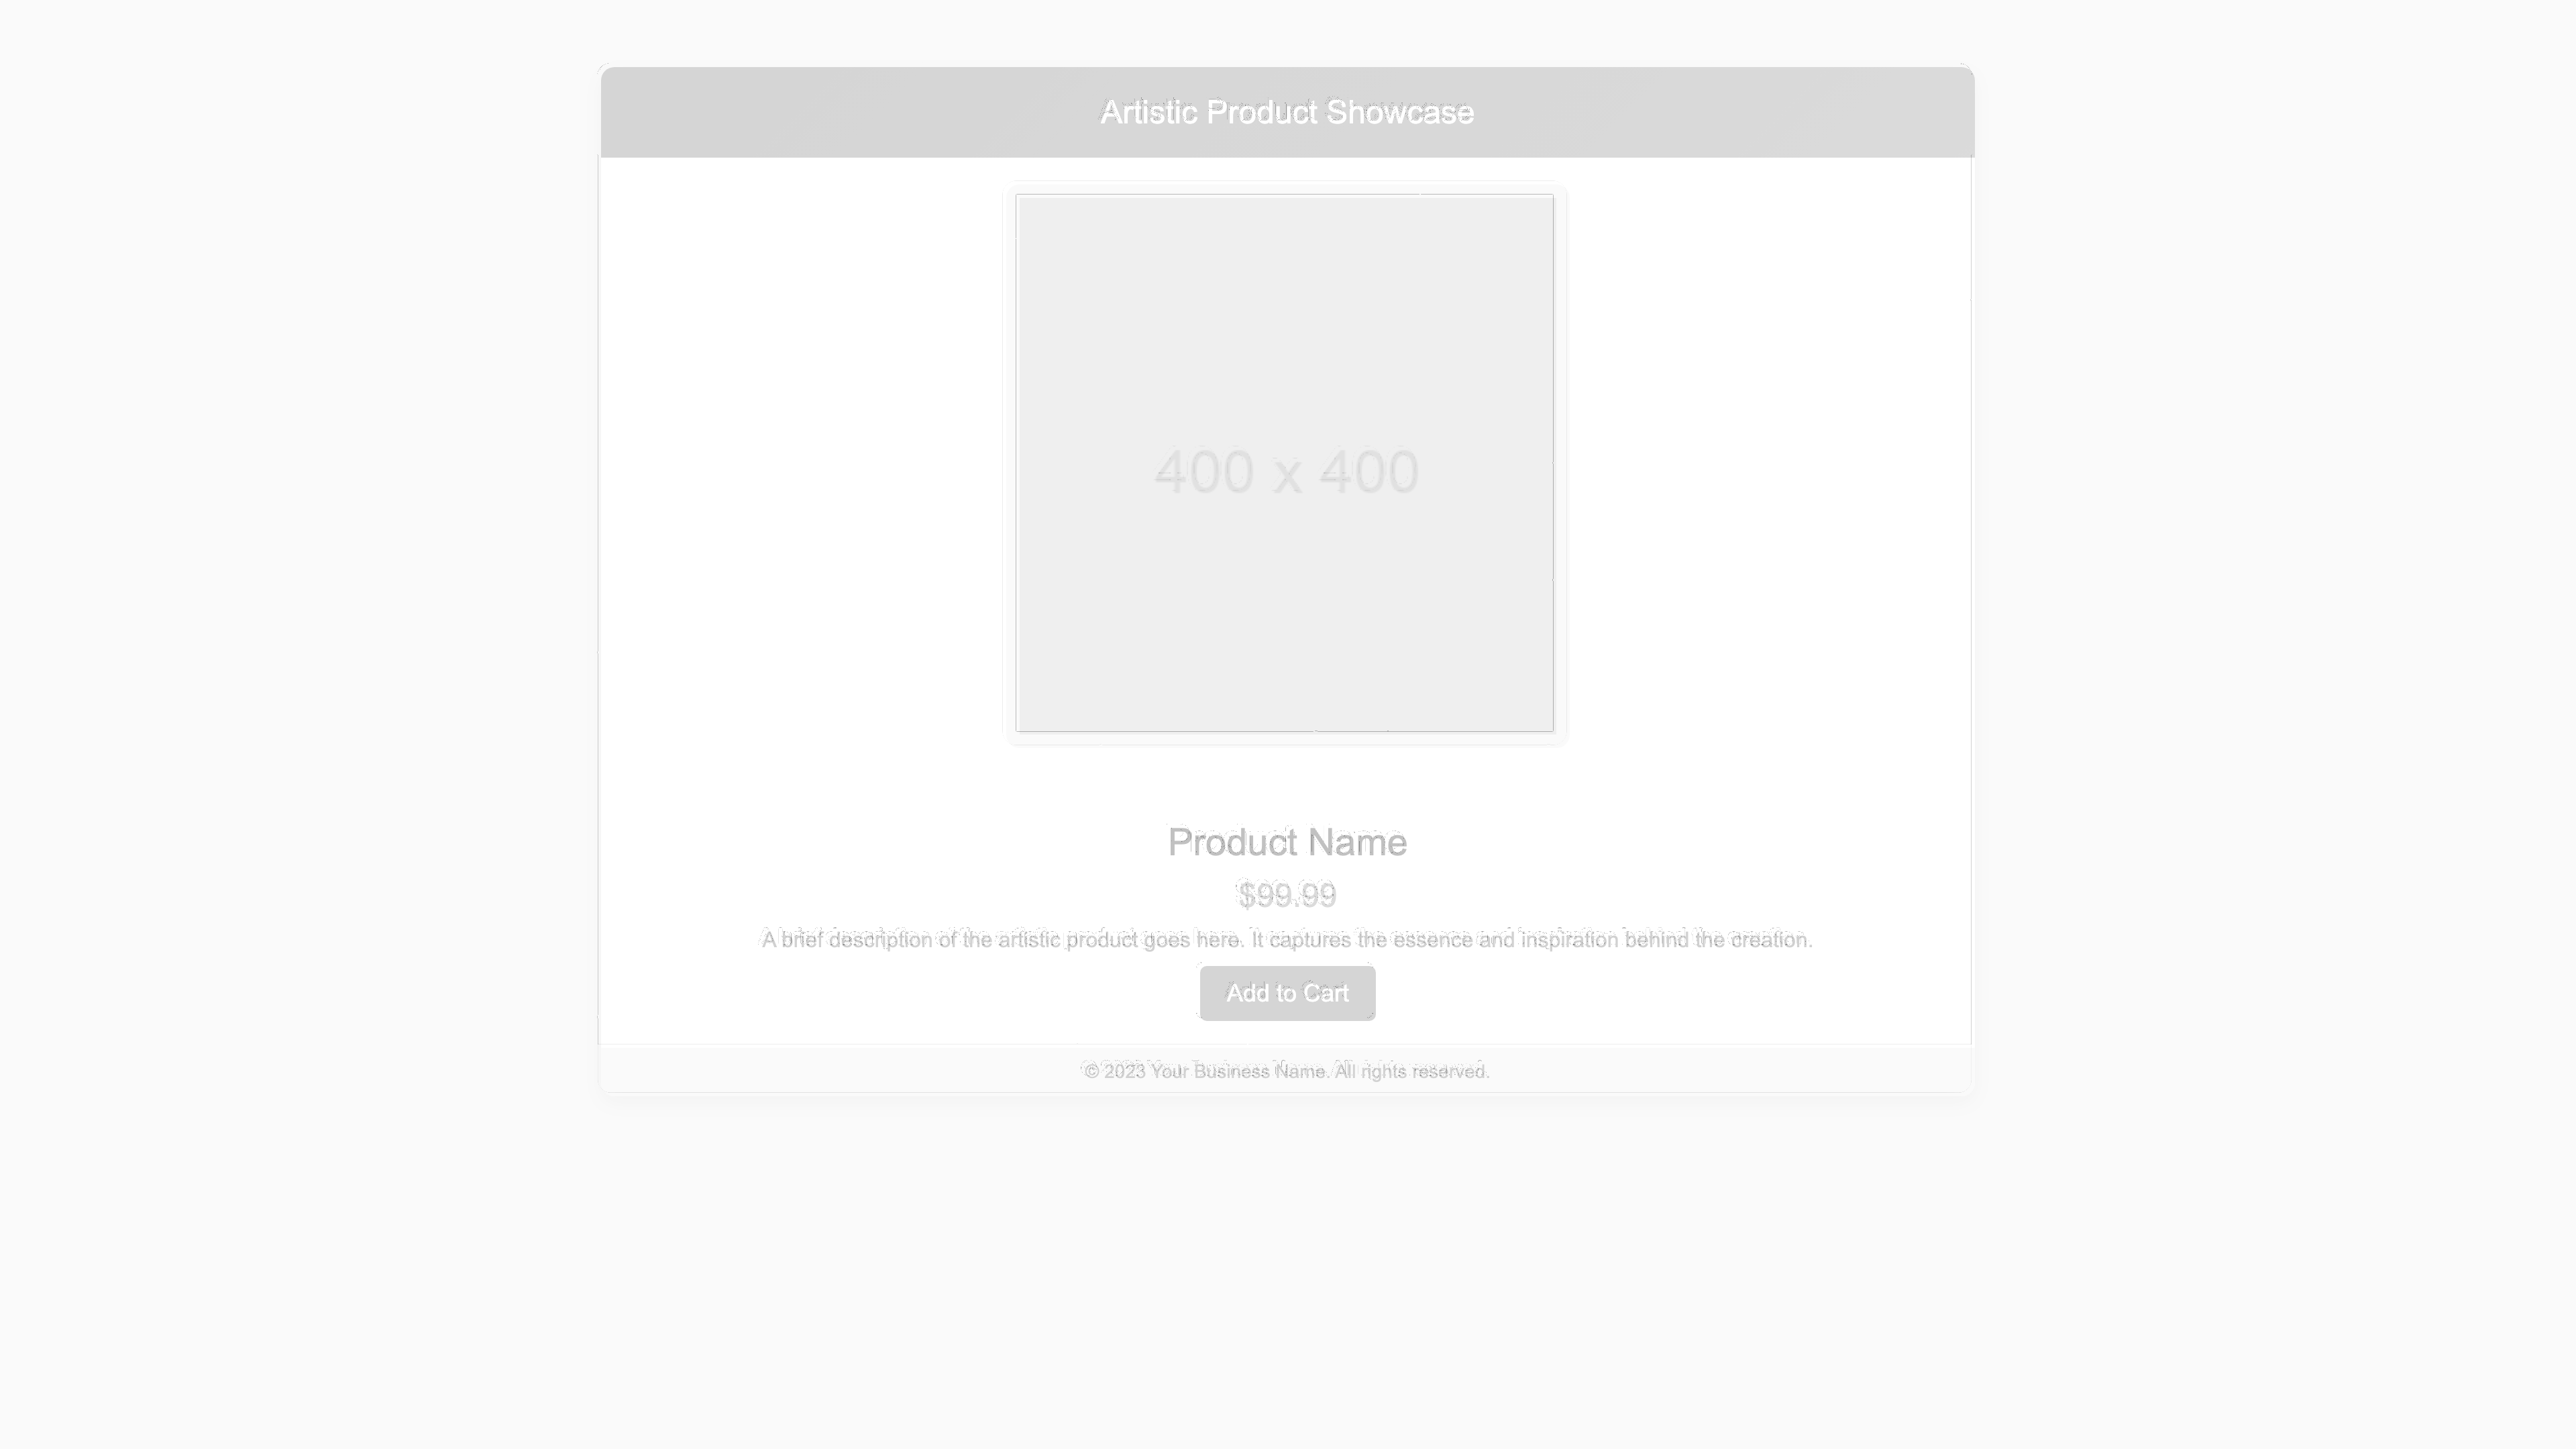 Artistic Product Showcase
400 x 400
Product Name
$99.99
A brief description of the artistic product goes here. It captures the essence and inspiration behind the creation.
Add to Cart
© 2023 Your Business Name. All rights reserved.